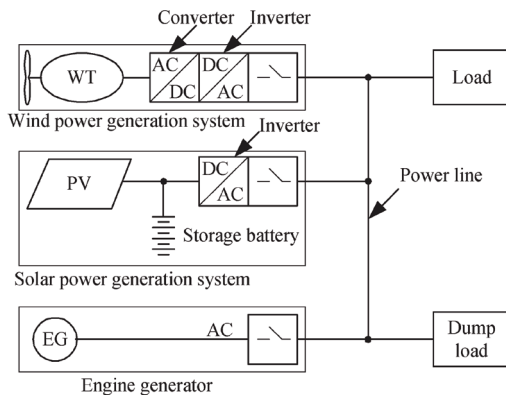 Converter
Inverter
WT
AC
DC
DC
AC
Load
Wind power generation system
Inverter
PV
DC
AC
Power line
Storage battery
Solar power generation system
EG
AC
Dump
load
Engine generator